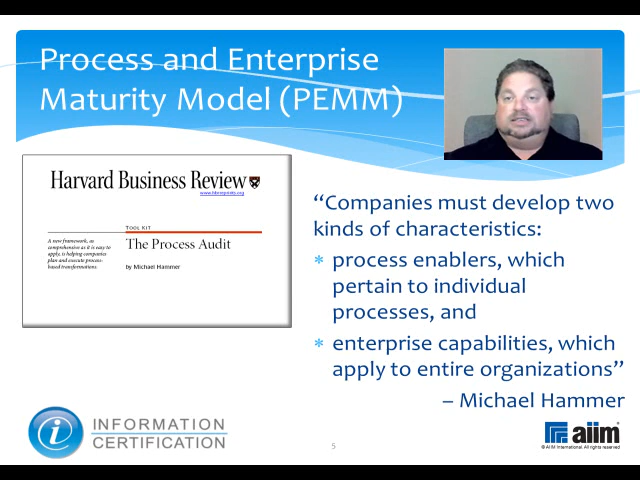 Process and Enterprise
Maturity Model (PEMM)
Harvard Business Review
www.hbrreprints.org
TOOL KIT
A new framework, as
comprehensive as it is easy to
apply, is helping companies
plan and execute process-
based transformations.
The Process Audit
by Michael Hammer
“Companies must develop two
kinds of characteristics:
* process enablers, which
pertain to individual
processes, and
* enterprise capabilities, which
apply to entire organizations”
– Michael Hammer
i
INFORMATION
CERTIFICATION
5
aiim
© AIIM International. All rights reserved